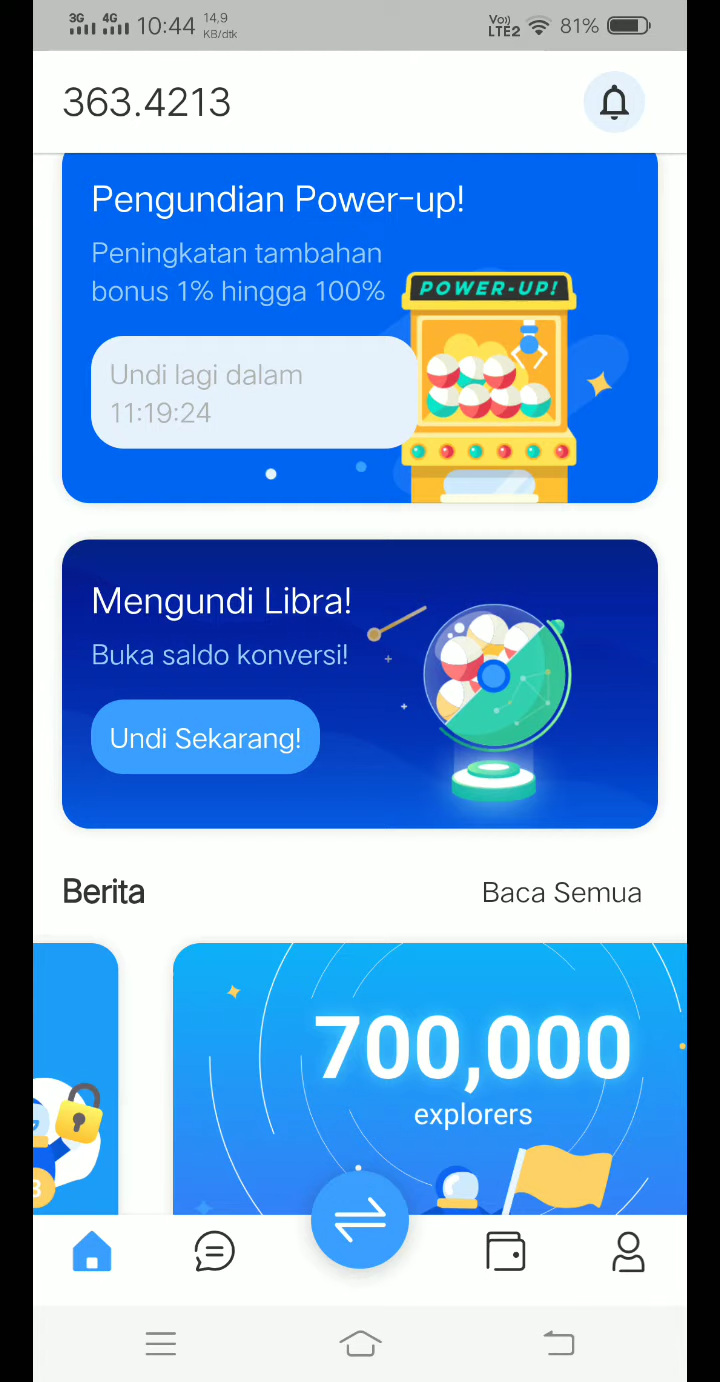 3G 4G 10:44 14,9 KB/dtk Vo)) LTE2 81%
363.4213
Pengundian Power-up!
Peningkatan tambahan
bonus 1% hingga 100%
POWER-UP!
Undi lagi dalam
11:19:24
Mengundi Libra!
Buka saldo konversi!
Undi Sekarang!
Berita Baca Semua
700,000
explorers